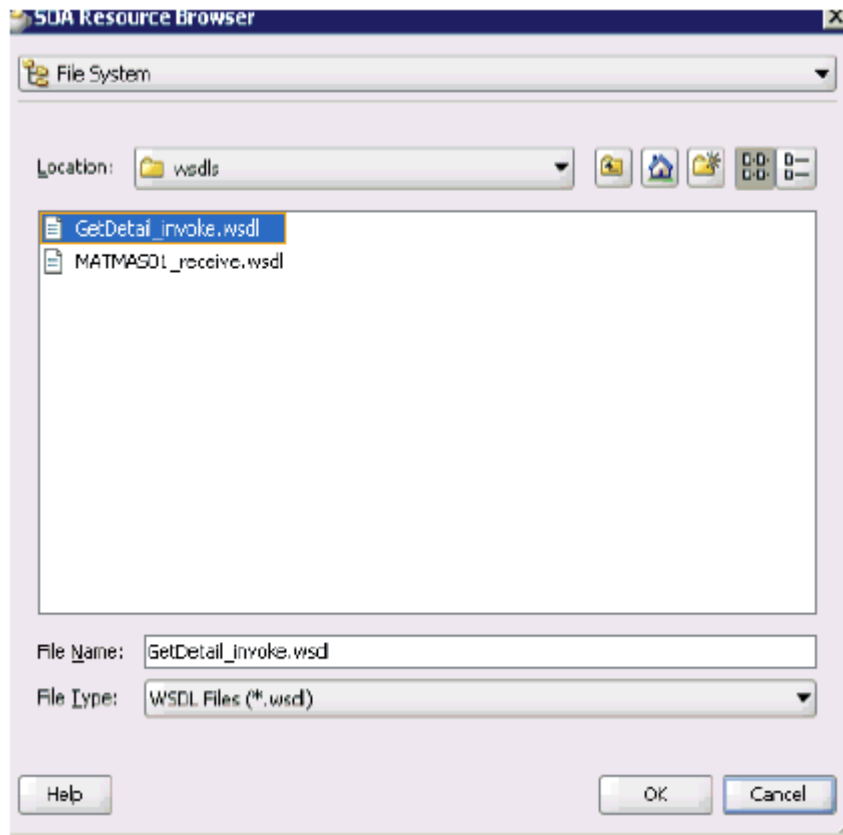 SOA Resource Browser
File System
Location: wsdls
GetDetail_invoke.wsdl
MATMAS01_receive.wsdl
File Name: GetDetail_invoke.wsdl
File Type: WSDL Files (*.wsdl)
Help OK Cancel